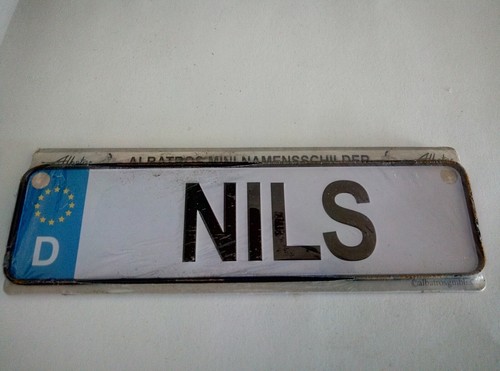 ALBATROS MINI NAMENSSCHILDER
D NILS